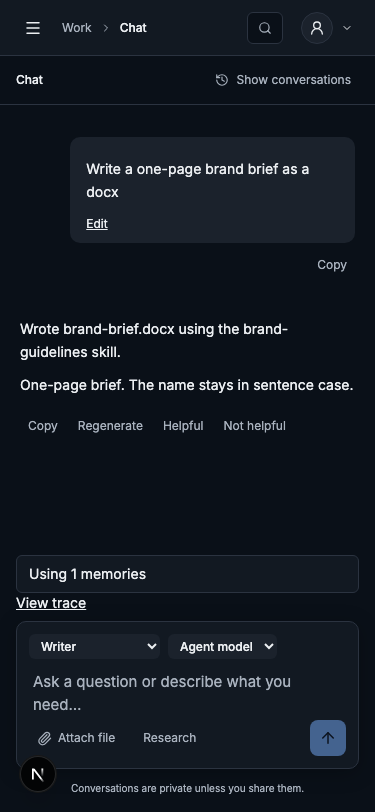 Work > Chat
Chat
Show conversations
Write a one-page brand brief as a
docx
Edit
Copy
Wrote brand-brief.docx using the brand-
guidelines skill.
One-page brief. The name stays in sentence case.
Copy Regenerate Helpful Not helpful
Using 1 memories
View trace
Writer Agent model
Ask a question or describe what you
need...
Attach file Research
N
Conversations are private unless you share them.